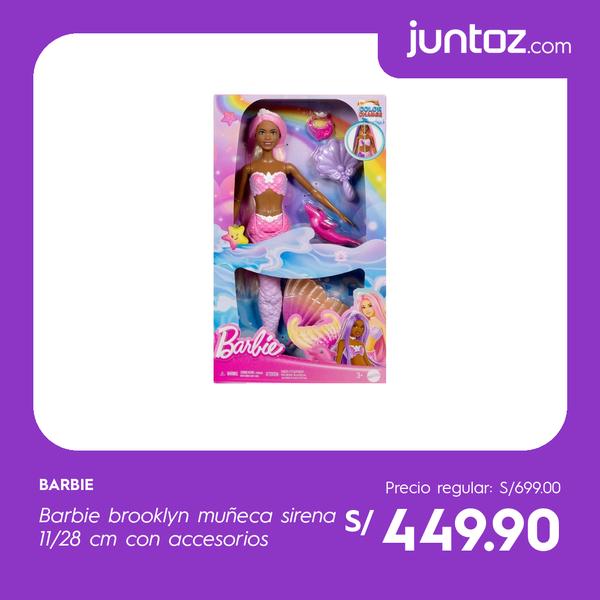 juntoz.com
COLOR
CHANGE
Barbie
3+
BARBIE
Precio regular: S/699.00
Barbie brooklyn muñeca sirena
11/28 cm con accesorios
S/ 449.90